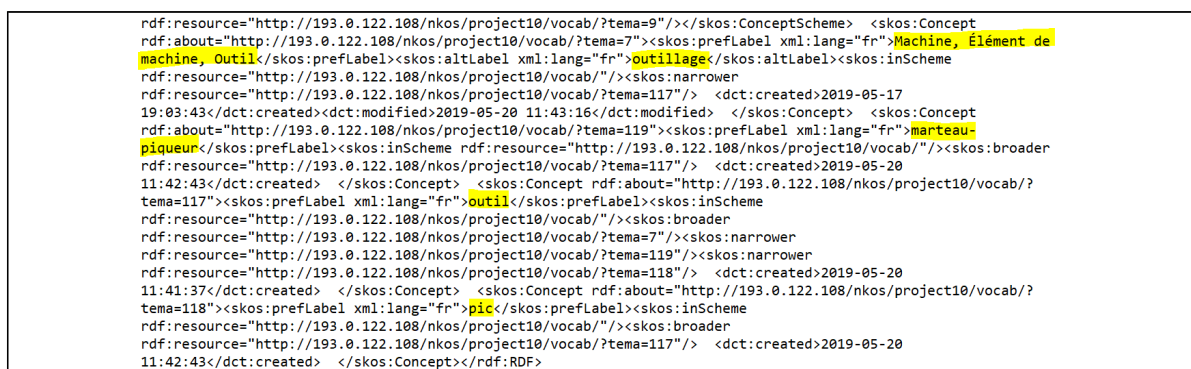 rdf:resource="http://193.0.122.108/nkos/project10/vocab/?tema=9"/></skos:ConceptScheme>  <skos:Concept
rdf:about="http://193.0.122.108/nkos/project10/vocab/?tema=7"><skos:prefLabel xml:lang="fr">Machine, Élément de
machine, Outil</skos:prefLabel><skos:altLabel xml:lang="fr">outillage</skos:altLabel><skos:inScheme
rdf:resource="http://193.0.122.108/nkos/project10/vocab/"/><skos:narrower
rdf:resource="http://193.0.122.108/nkos/project10/vocab/?tema=117"/>  <dct:created>2019-05-17
19:03:43</dct:created><dct:modified>2019-05-20 11:43:16</dct:modified>  </skos:Concept>  <skos:Concept
rdf:about="http://193.0.122.108/nkos/project10/vocab/?tema=119"><skos:prefLabel xml:lang="fr">marteau-
piqueur</skos:prefLabel><skos:inScheme rdf:resource="http://193.0.122.108/nkos/project10/vocab/"/><skos:broader
rdf:resource="http://193.0.122.108/nkos/project10/vocab/?tema=117"/>  <dct:created>2019-05-20
11:42:43</dct:created>  </skos:Concept>  <skos:Concept rdf:about="http://193.0.122.108/nkos/project10/vocab/?
tema=117"><skos:prefLabel xml:lang="fr">outil</skos:prefLabel><skos:inScheme
rdf:resource="http://193.0.122.108/nkos/project10/vocab/"/><skos:broader
rdf:resource="http://193.0.122.108/nkos/project10/vocab/?tema=7"/><skos:narrower
rdf:resource="http://193.0.122.108/nkos/project10/vocab/?tema=119"/><skos:narrower
rdf:resource="http://193.0.122.108/nkos/project10/vocab/?tema=118"/>  <dct:created>2019-05-20
11:41:37</dct:created>  </skos:Concept>  <skos:Concept rdf:about="http://193.0.122.108/nkos/project10/vocab/?
tema=118"><skos:prefLabel xml:lang="fr">pic</skos:prefLabel><skos:inScheme
rdf:resource="http://193.0.122.108/nkos/project10/vocab/"/><skos:broader
rdf:resource="http://193.0.122.108/nkos/project10/vocab/?tema=117"/>  <dct:created>2019-05-20
11:42:43</dct:created>  </skos:Concept></rdf:RDF>